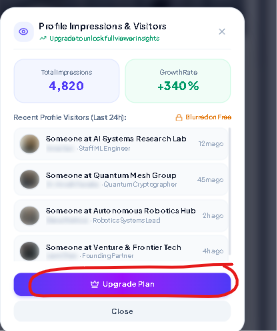 Profile Impressions & Visitors
Upgrade to unlock full viewer insights
Total Impressions
4,820
Growth Rate
+340%
Recent Profile Visitors (Last 24h):
Blurred on Free
Someone at AI Systems Research Lab
· Staff ML Engineer
12m ago
Someone at Quantum Mesh Group
· Quantum Cryptographer
45m ago
Someone at Autonomous Robotics Hub
· Robotics Systems Lead
2h ago
Someone at Venture & Frontier Tech
· Founding Partner
4h ago
Upgrade Plan
Close